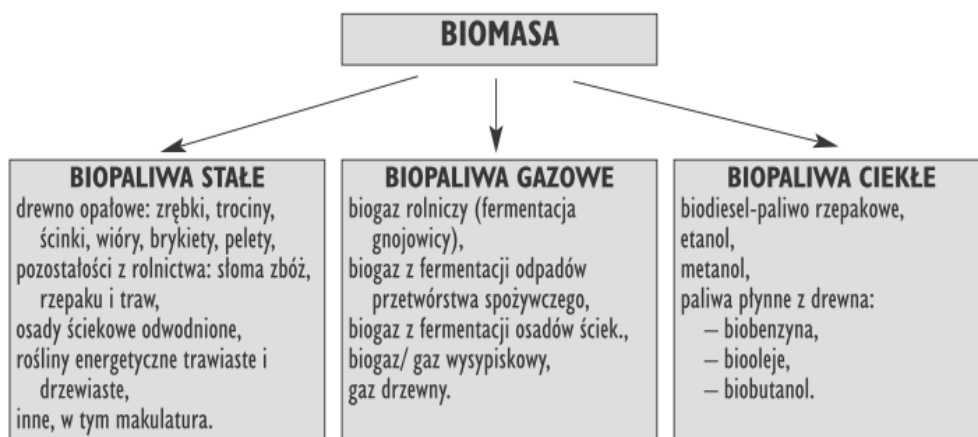 BIOMASA
BIOPALIWA STAŁE
drewno opałowe: zrębki, trociny,
ścinki, wióry, brykiety, pelety,
pozostałości z rolnictwa: słoma zbóż,
rzepaku i traw,
osady ściekowe odwodnione,
rośliny energetyczne trawiaste i
drzewiaste,
inne, w tym makulatura.
BIOPALIWA GAZOWE
biogaz rolniczy (fermentacja
gnojowicy),
biogaz z fermentacji odpadów
przetwórstwa spożywczego,
biogaz z fermentacji osadów ściek.,
biogaz/ gaz wysypiskowy,
gaz drzewny.
BIOPALIWA CIEKŁE
biodiesel-paliwo rzepakowe,
etanol,
metanol,
paliwa płynne z drewna:
– biobenzyna,
– biooleje,
– biobutanol.